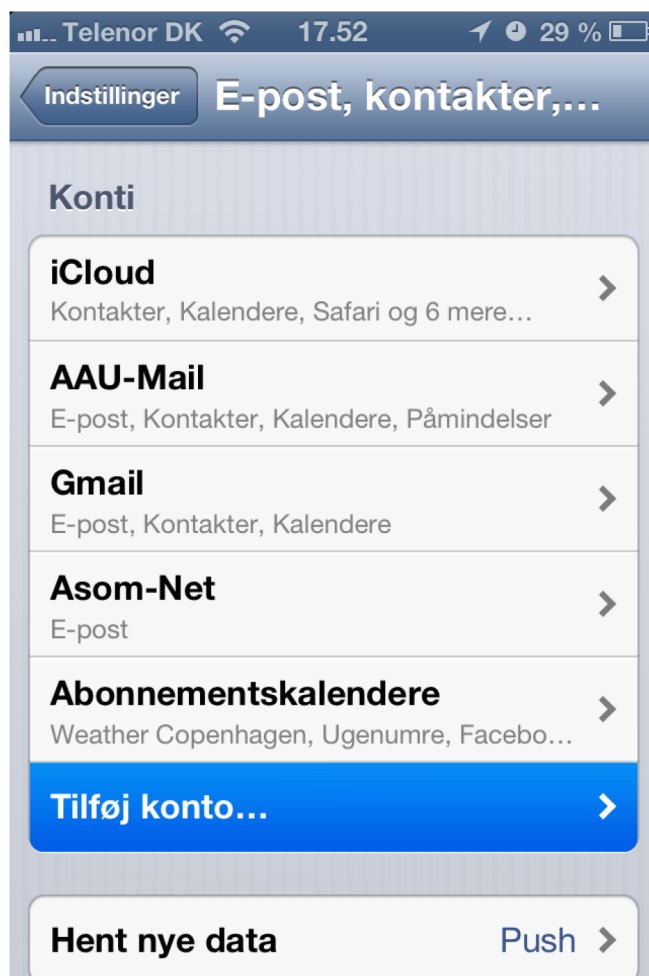 Telenor DK 17.52 29 %
Indstillinger E-post, kontakter,...
Konti
iCloud
Kontakter, Kalendere, Safari og 6 mere...
AAU-Mail
E-post, Kontakter, Kalendere, Påmindelser
Gmail
E-post, Kontakter, Kalendere
Asom-Net
E-post
Abonnementskalendere
Weather Copenhagen, Ugenumre, Facebo...
Tilføj konto...
Hent nye data Push